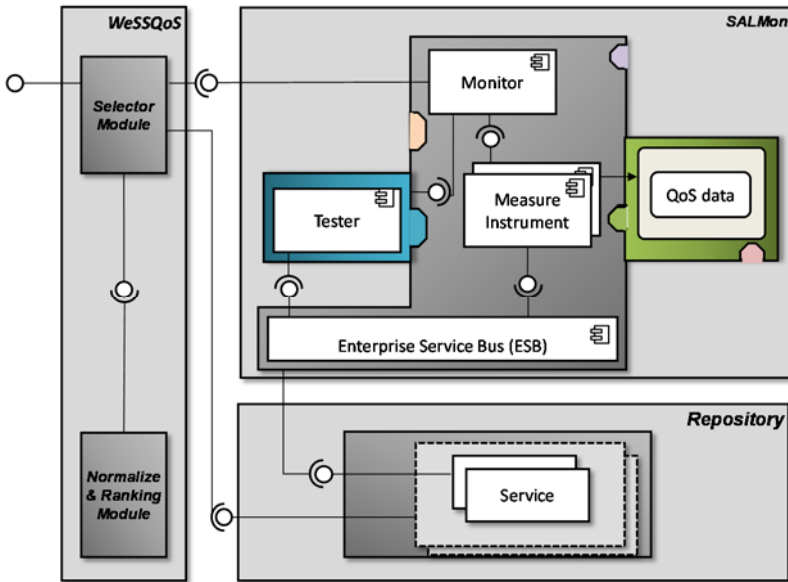 WeSSQoS
SALMon
Selector
Module
Monitor
Tester
Measure
Instrument
QoS data
Enterprise Service Bus (ESB)
Normalize
& Ranking
Module
Repository
Service